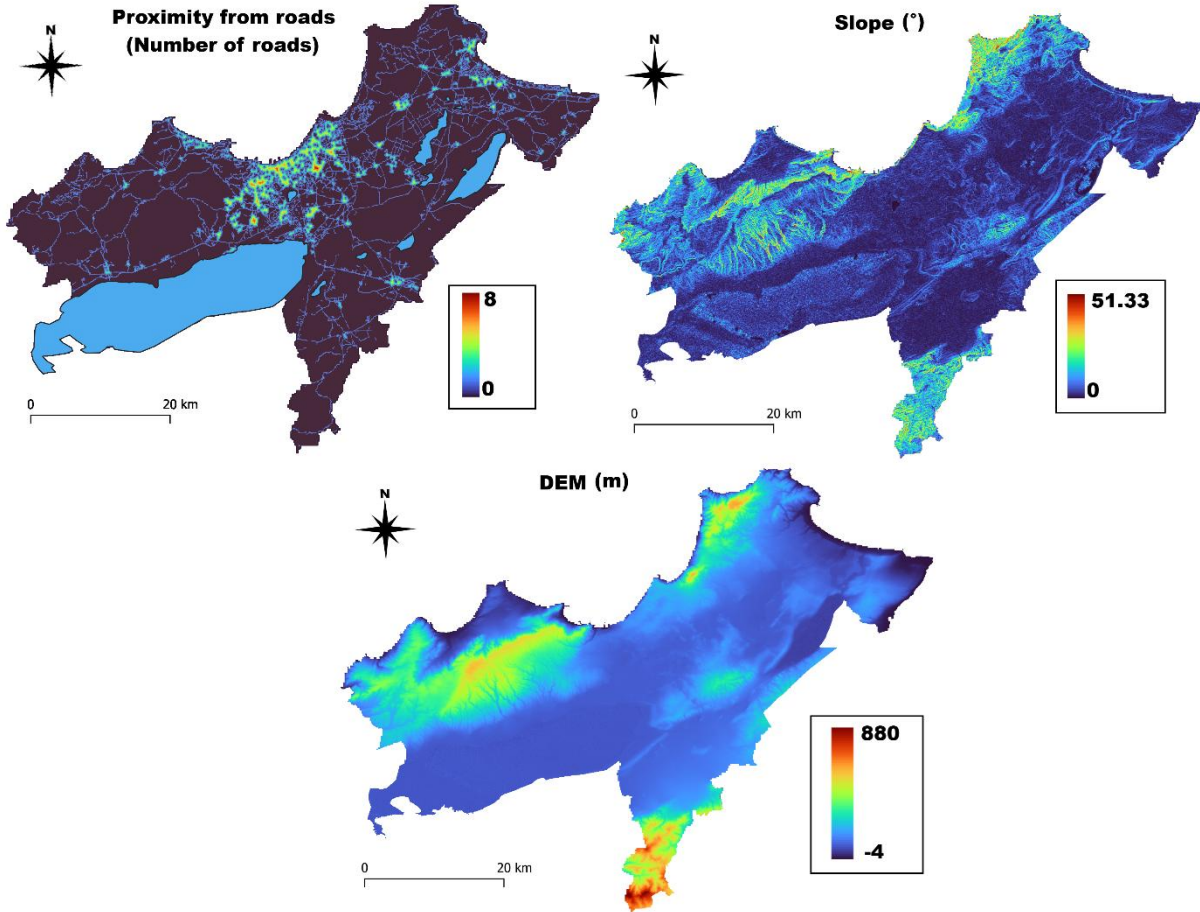 Proximity from roads
(Number of roads)
N
8
0
0 20 km
Slope (°)
N
51.33
0
0 20 km
DEM (m)
N
880
-4
0 20 km